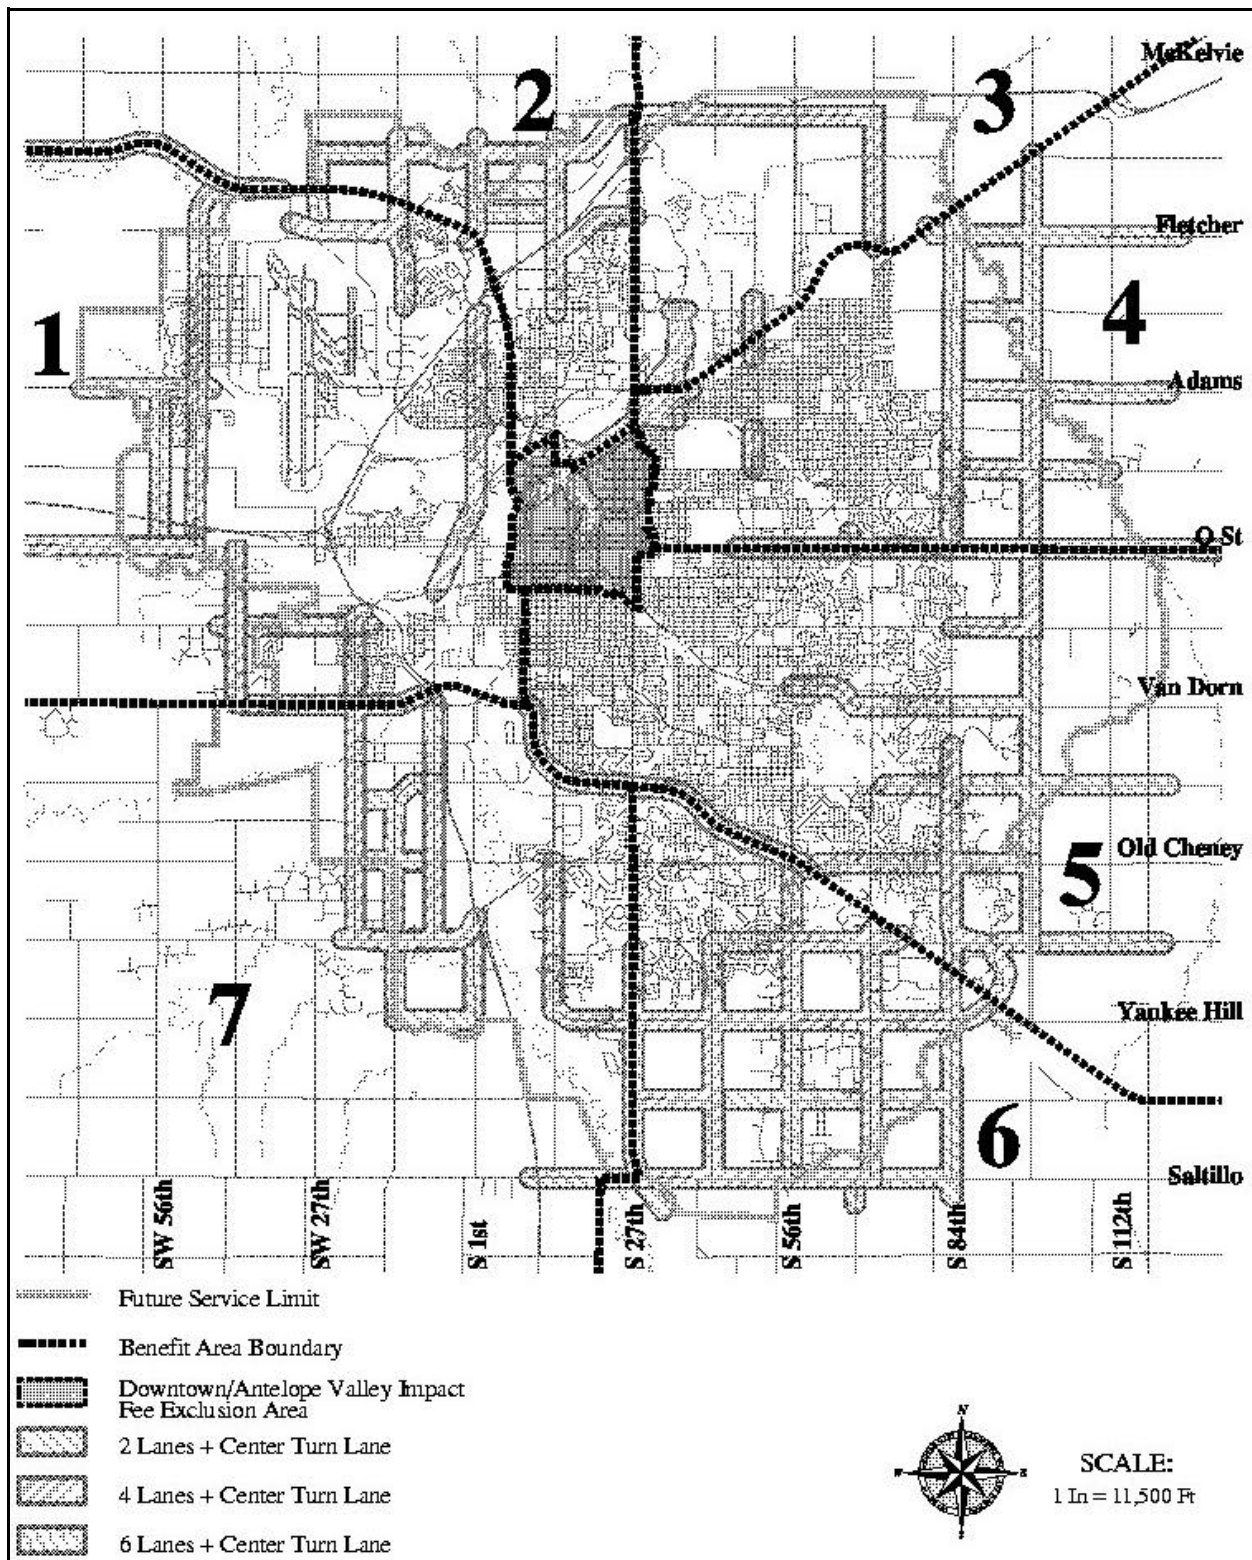 McKelvie
2
3
Fletcher
1
4
Adams
O St
Van Dorn
Old Cheney
5
7
Yankee Hill
6
Saltillo
SW 56th
SW 27th
S 1st
S 27th
S 56th
S 84th
S 112th
Future Service Limit
Benefit Area Boundary
Downtown/Antelope Valley Impact
Fee Exclusion Area
2 Lanes + Center Turn Lane
4 Lanes + Center Turn Lane
6 Lanes + Center Turn Lane
N
W
E
S
SCALE:
1 In = 11,500 Ft